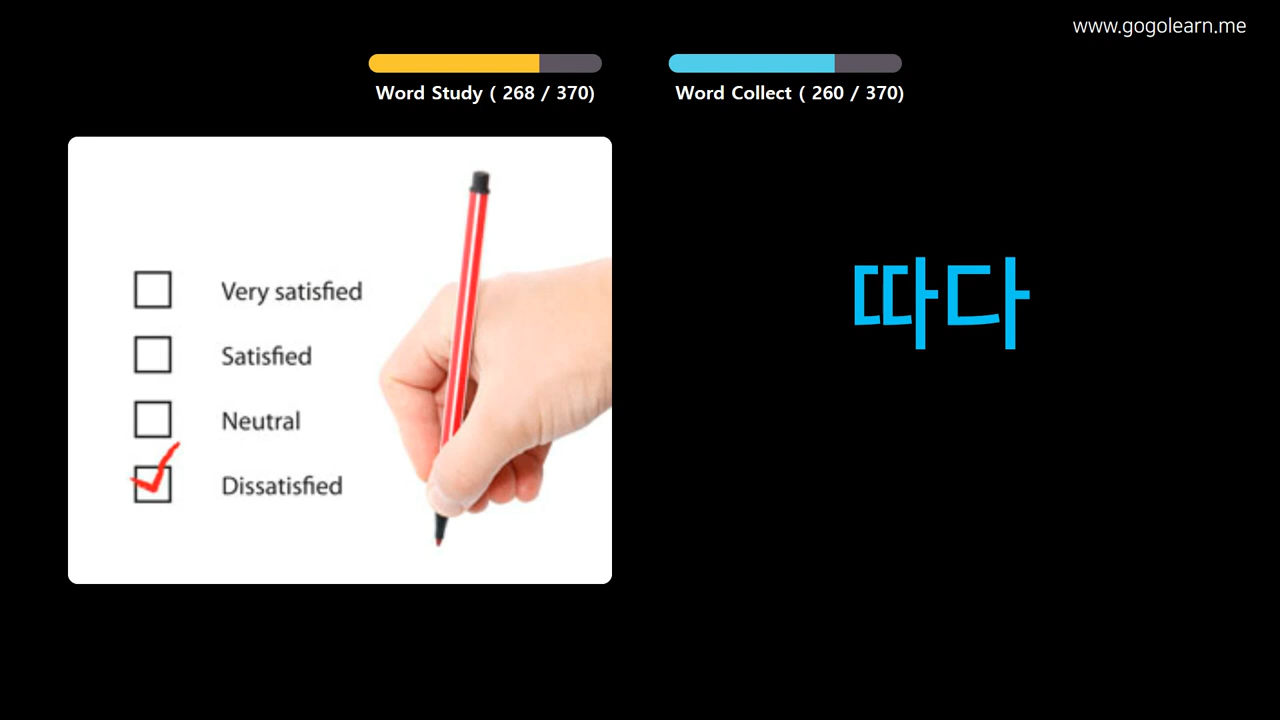 www.gogolearn.me
Word Study ( 268 / 370)
Word Collect ( 260 / 370)
Very satisfied
Satisfied
Neutral
Dissatisfied
따다